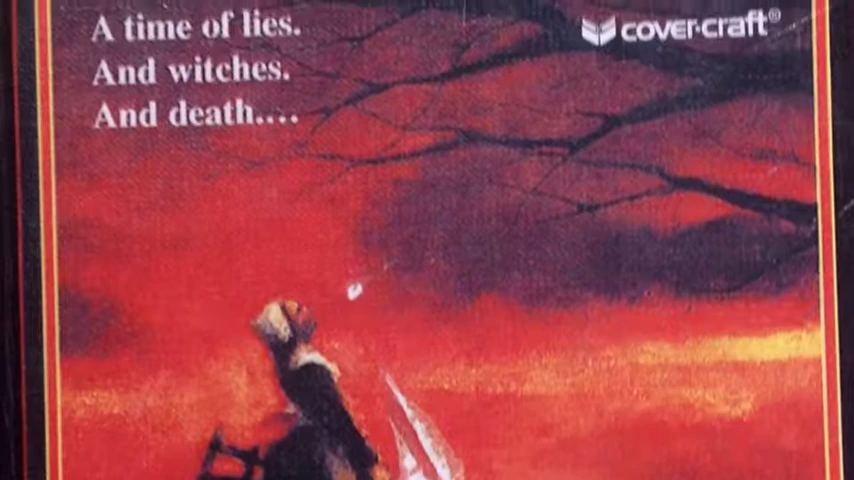 A time of lies.
And witches.
And death....
cover·craft®